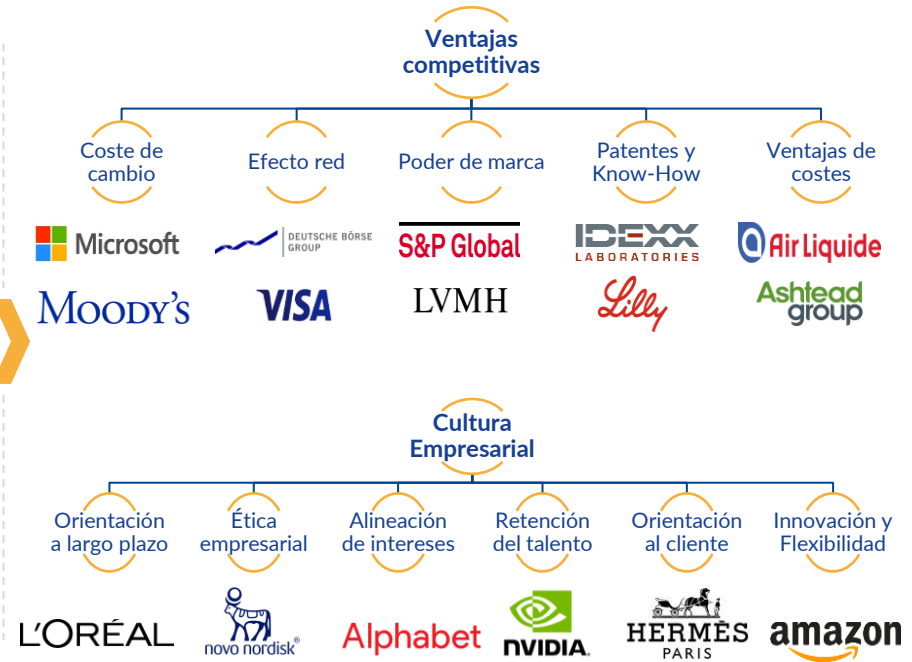 Ventajas
competitivas
Coste de
cambio
Efecto red
Poder de marca
Patentes y
Know-How
Ventajas de
costes
Microsoft
DEUTSCHE BÖRSE
GROUP
S&P Global
IDEXX
LABORATORIES
Air Liquide
MOODY'S
VISA
LVMH
Lilly
Ashtead
group
Cultura
Empresarial
Orientación
a largo plazo
Ética
empresarial
Alineación
de intereses
Retención
del talento
Orientación
al cliente
Innovación y
Flexibilidad
L'ORÉAL
novo nordisk®
Alphabet
NVIDIA.
HERMÈS
PARIS
amazon